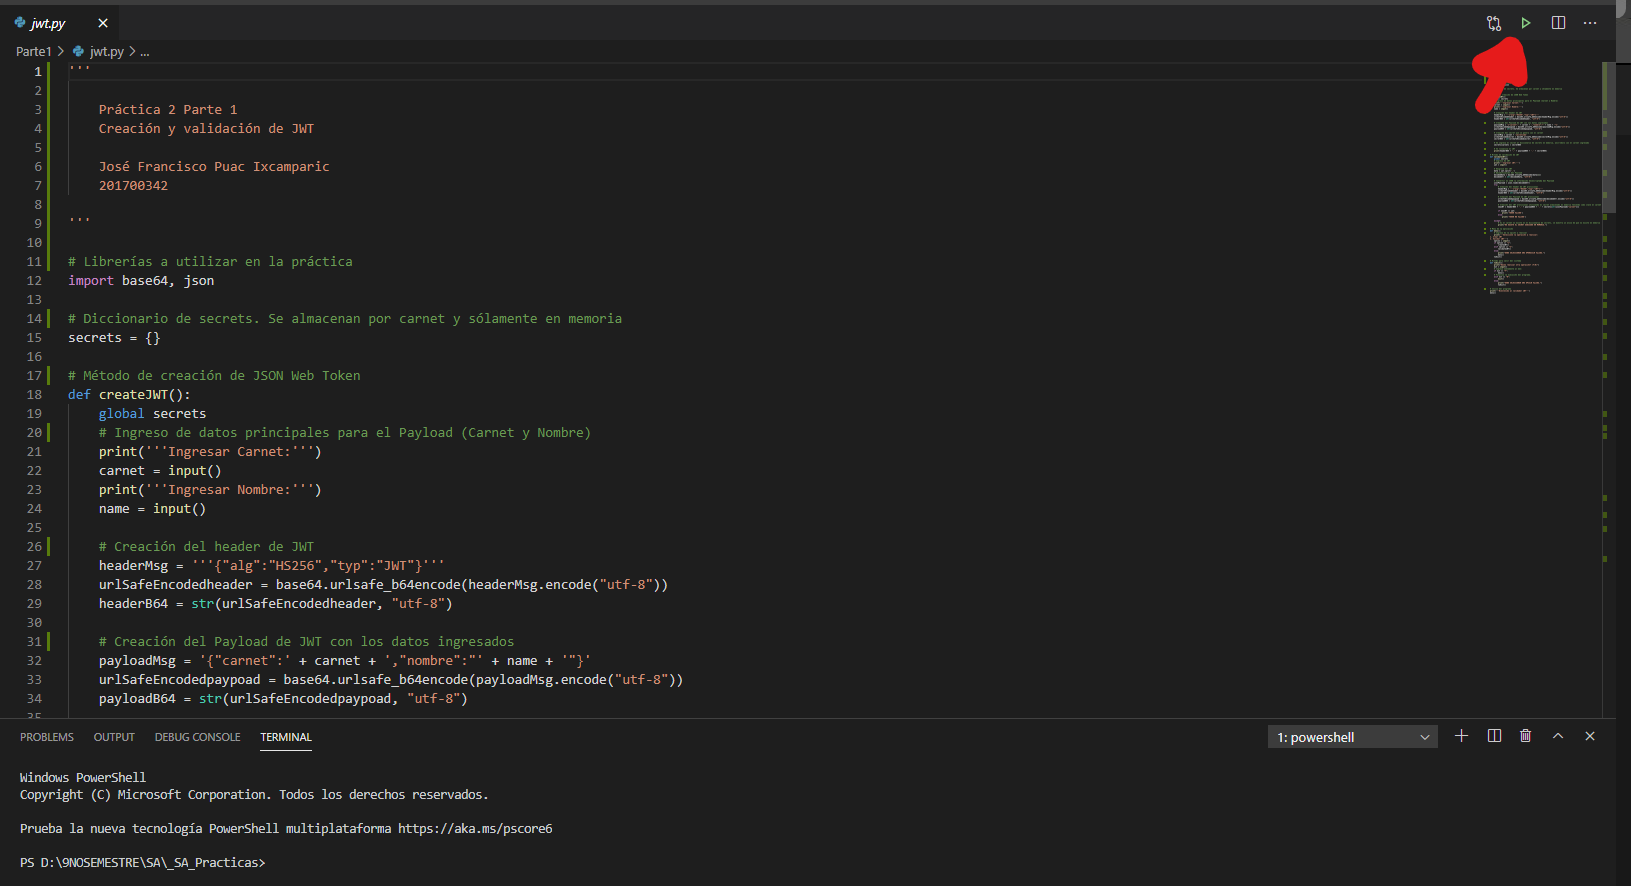 jwt.py
Parte1 > jwt.py > ...
1 '''
2
3 Práctica 2 Parte 1
4 Creación y validación de JWT
5
6 José Francisco Puac Ixcamparic
7 201700342
8
9 '''
10
11 # Librerías a utilizar en la práctica
12 import base64, json
13
14 # Diccionario de secrets. Se almacenan por carnet y sólamente en memoria
15 secrets = {}
16
17 # Método de creación de JSON Web Token
18 def createJWT():
19 global secrets
20 # Ingreso de datos principales para el Payload (Carnet y Nombre)
21 print('''Ingresar Carnet:''')
22 carnet = input()
23 print('''Ingresar Nombre:''')
24 name = input()
25
26 # Creación del header de JWT
27 headerMsg = '''{"alg":"HS256","typ":"JWT"}'''
28 urlSafeEncodedheader = base64.urlsafe_b64encode(headerMsg.encode("utf-8"))
29 headerB64 = str(urlSafeEncodedheader, "utf-8")
30
31 # Creación del Payload de JWT con los datos ingresados
32 payloadMsg = '{"carnet":' + carnet + ',"nombre":"' + name + '"}'
33 urlSafeEncodedpaypoad = base64.urlsafe_b64encode(payloadMsg.encode("utf-8"))
34 payloadB64 = str(urlSafeEncodedpaypoad, "utf-8")
35
PROBLEMS OUTPUT DEBUG CONSOLE TERMINAL 1: powershell
Windows PowerShell
Copyright (C) Microsoft Corporation. Todos los derechos reservados.
Prueba la nueva tecnología PowerShell multiplataforma https://aka.ms/pscore6
PS D:\9NOSEMESTRE\SA\_SA_Practicas>